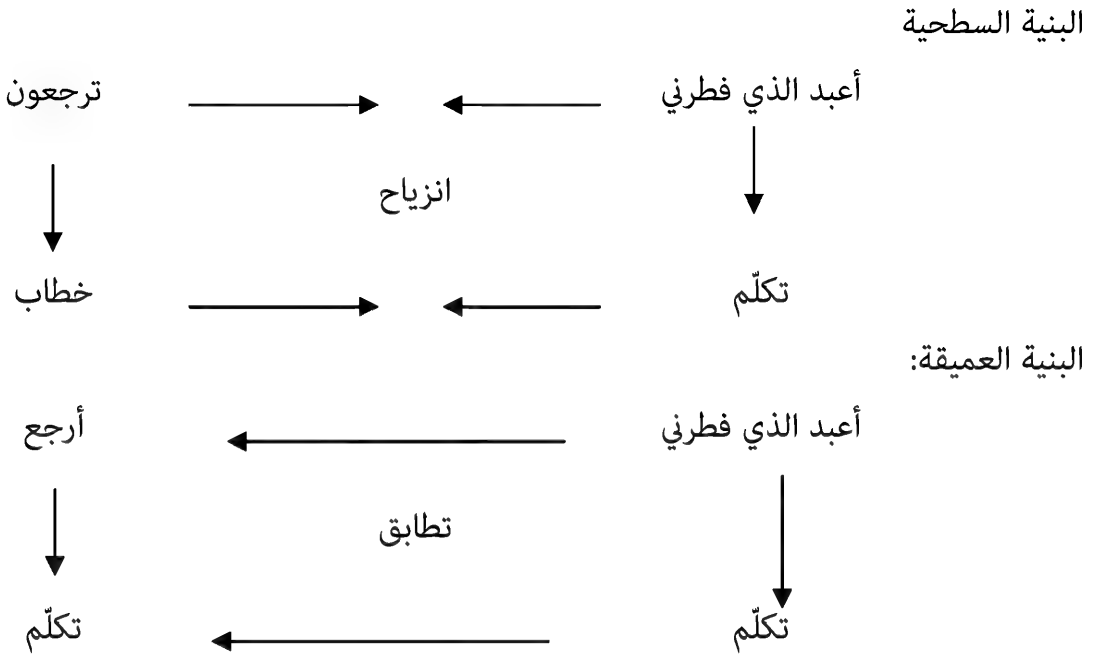 البنية السطحية
أعبد الذي فطرني ترجعون
انزياح
تكلّم خطاب
البنية العميقة:
أعبد الذي فطرني أرجع
تطابق
تكلّم تكلّم